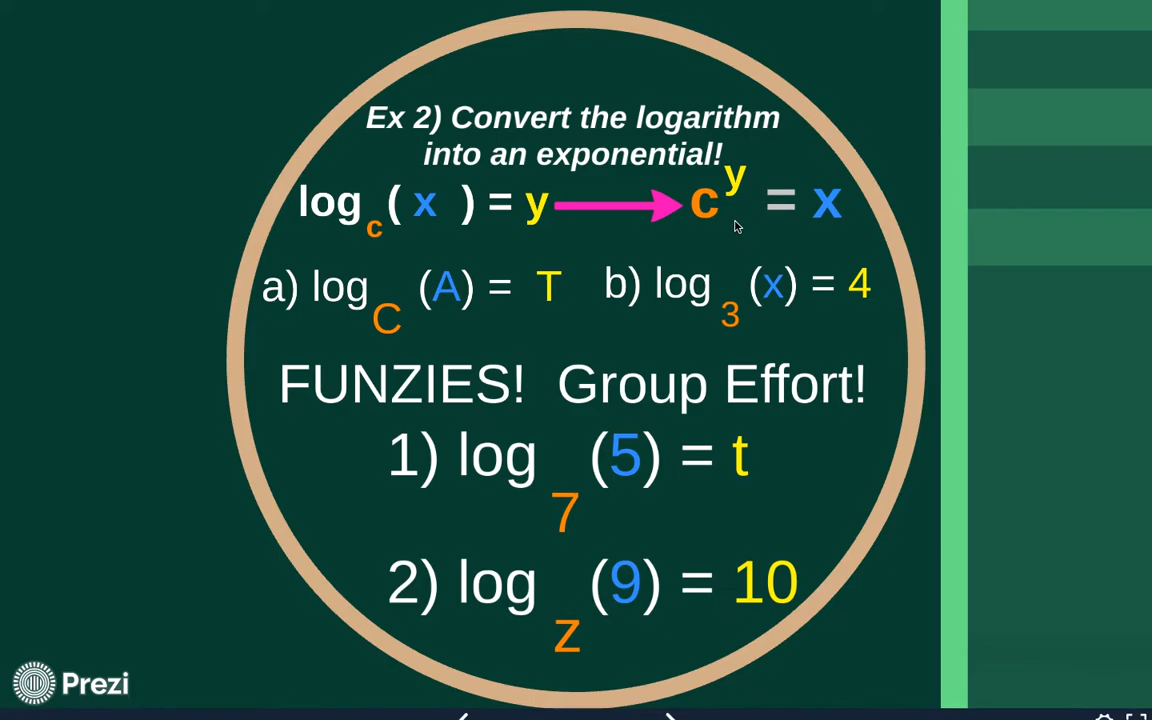 Ex 2) Convert the logarithm
into an exponential!
log c ( x ) = y c y = x
a) log C (A) = T b) log 3 (x) = 4
FUNZIES! Group Effort!
1) log 7 (5) = t
2) log z (9) = 10
Prezi